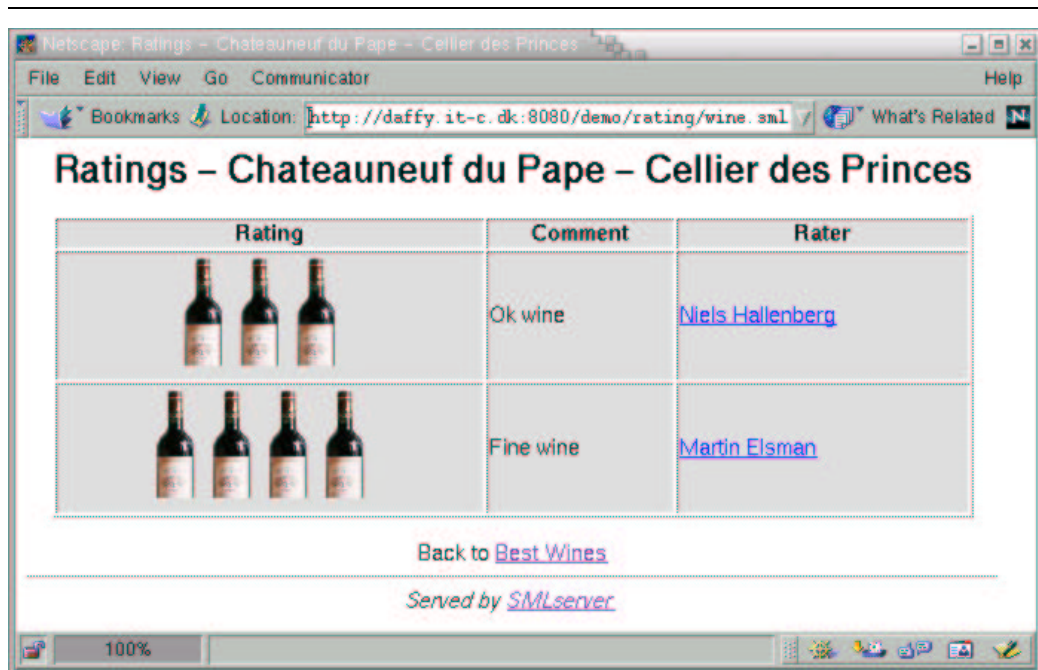 Netscape: Ratings – Chateauneuf du Pape – Cellier des Princes
File Edit View Go Communicator Help
Bookmarks Location: http://daffy.it-c.dk:8080/demo/rating/wine.sml What's Related N
Ratings – Chateauneuf du Pape – Cellier des Princes
Rating Comment Rater
Ok wine Niels Hallenberg
Fine wine Martin Elsman
Back to Best Wines
Served by SMLserver
100%